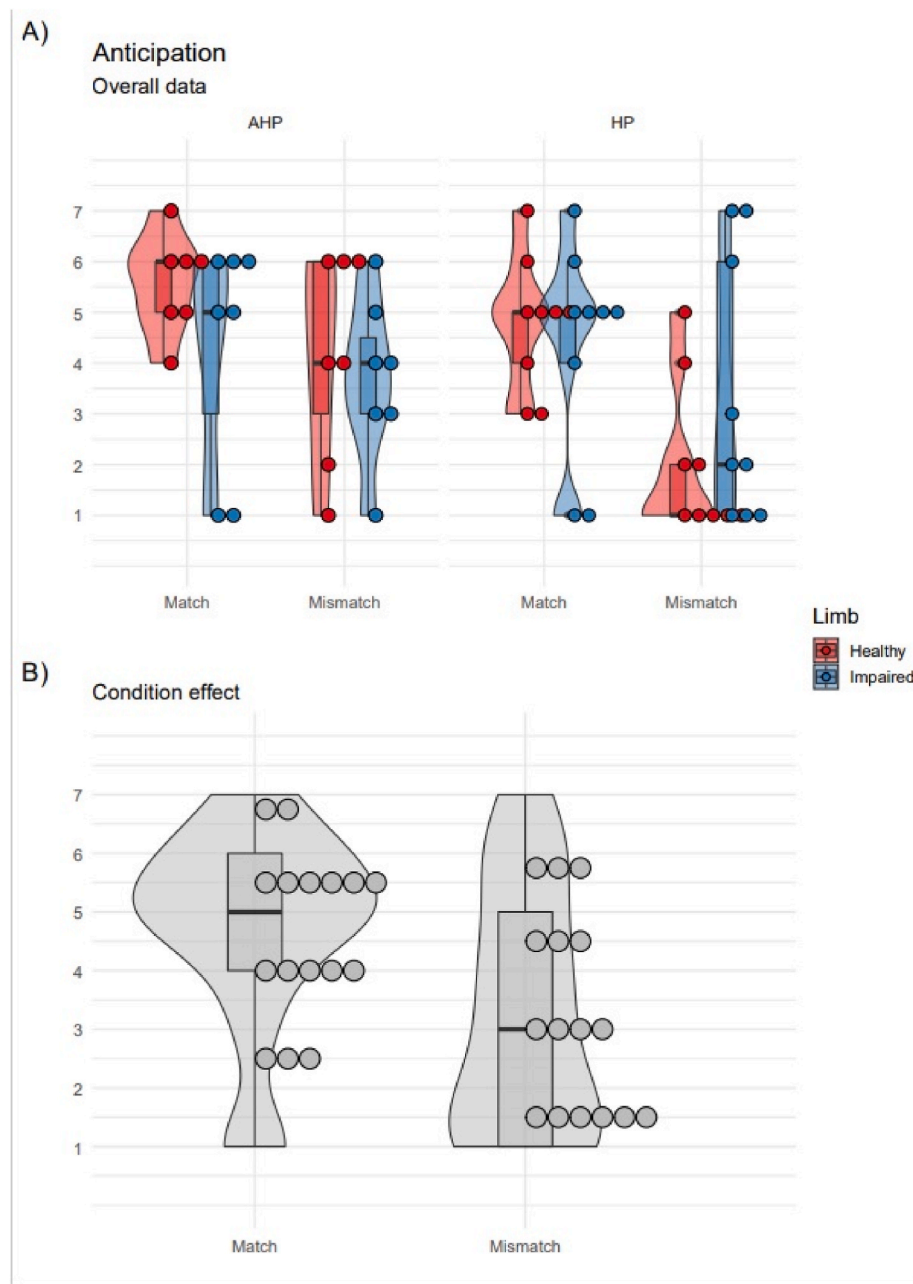 A)
Anticipation
Overall data
AHP HP
7
6
5
4
3
2
1
Match Mismatch Match Mismatch
Limb
Healthy
Impaired
B)
Condition effect
7
6
5
4
3
2
1
Match Mismatch